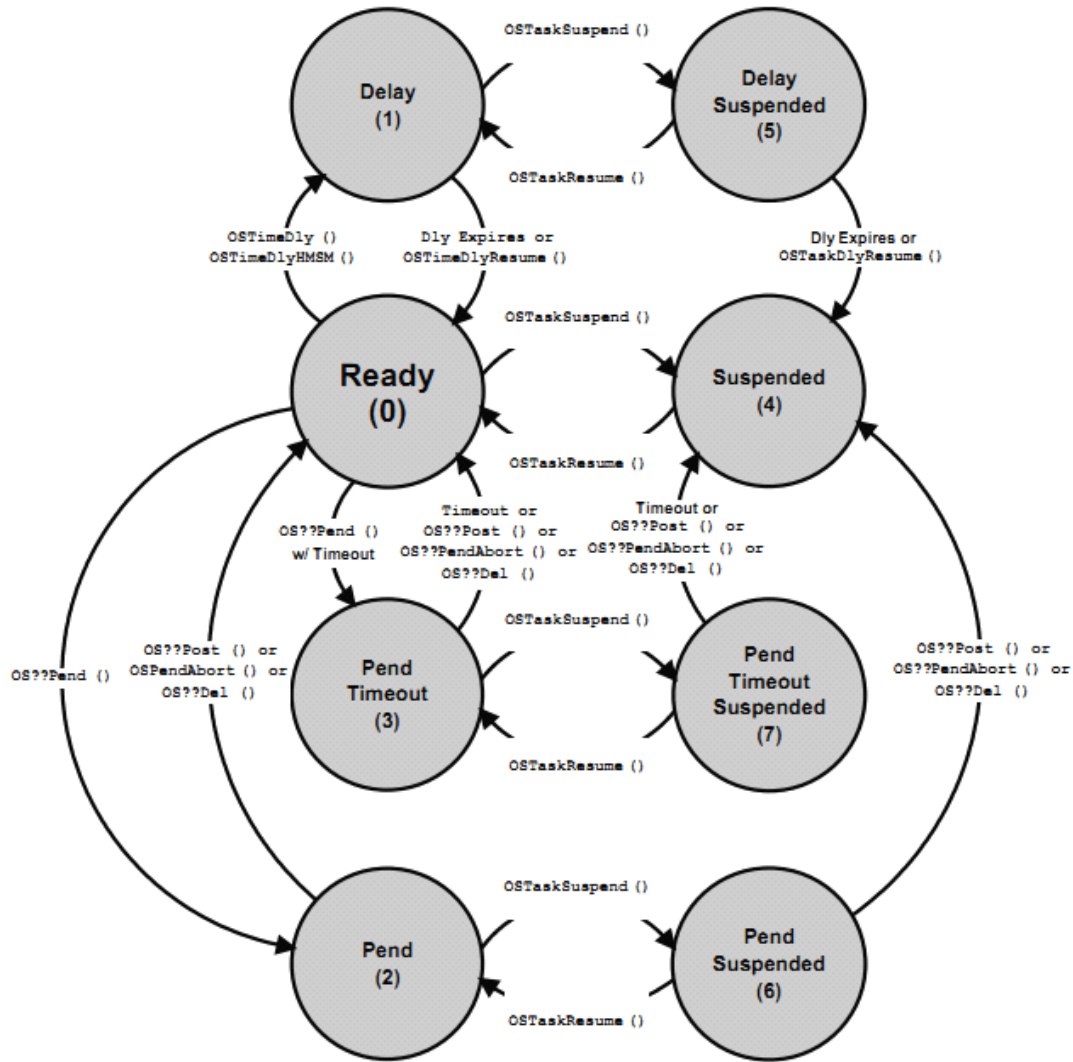 OSTaskSuspend ()
Delay
(1)
Delay
Suspended
(5)
OSTaskResume ()
OSTimeDly ()
OSTimeDlyHMSM ()
Dly Expires or
OSTimeDlyResume ()
Dly Expires or
OSTaskDlyResume ()
OSTaskSuspend ()
Ready
(0)
Suspended
(4)
OSTaskResume ()
OS??Pend ()
w/ Timeout
Timeout or
OS??Post () or
OS??PendAbort () or
OS??Del ()
Timeout or
OS??Post () or
OS??PendAbort () or
OS??Del ()
OSTaskSuspend ()
OS??Pend ()
OS??Post () or
OSPendAbort () or
OS??Del ()
Pend
Timeout
(3)
Pend
Timeout
Suspended
(7)
OS??Post () or
OS??PendAbort () or
OS??Del ()
OSTaskResume ()
OSTaskSuspend ()
Pend
(2)
Pend
Suspended
(6)
OSTaskResume ()